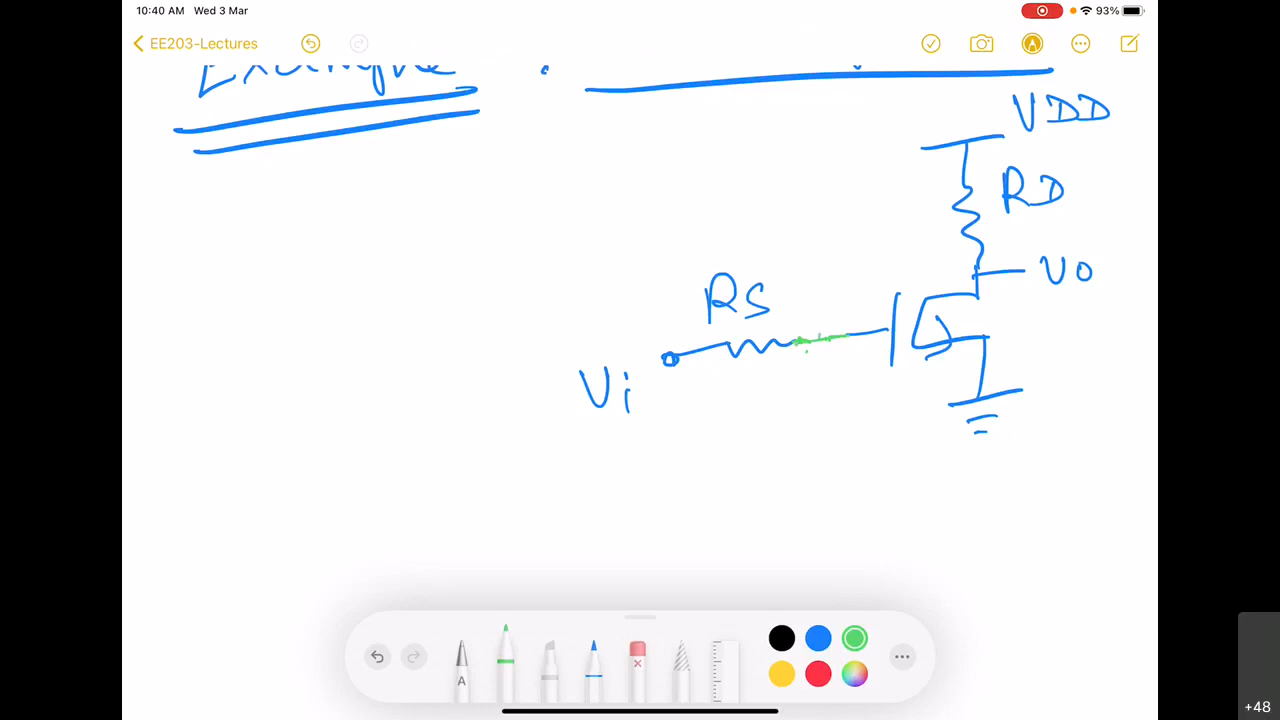 10:40 AM Wed 3 Mar
93%
EE203-Lectures
VDD
RD
VO
RS
Vi
A
+48